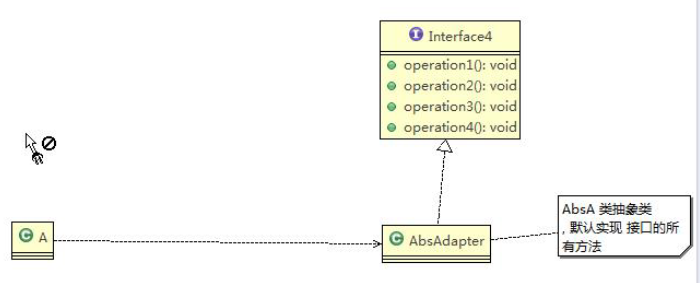 Interface4
operation1(): void
operation2(): void
operation3(): void
operation4(): void
A
AbsAdapter
AbsA 类抽象类
, 默认实现 接口的所
有方法